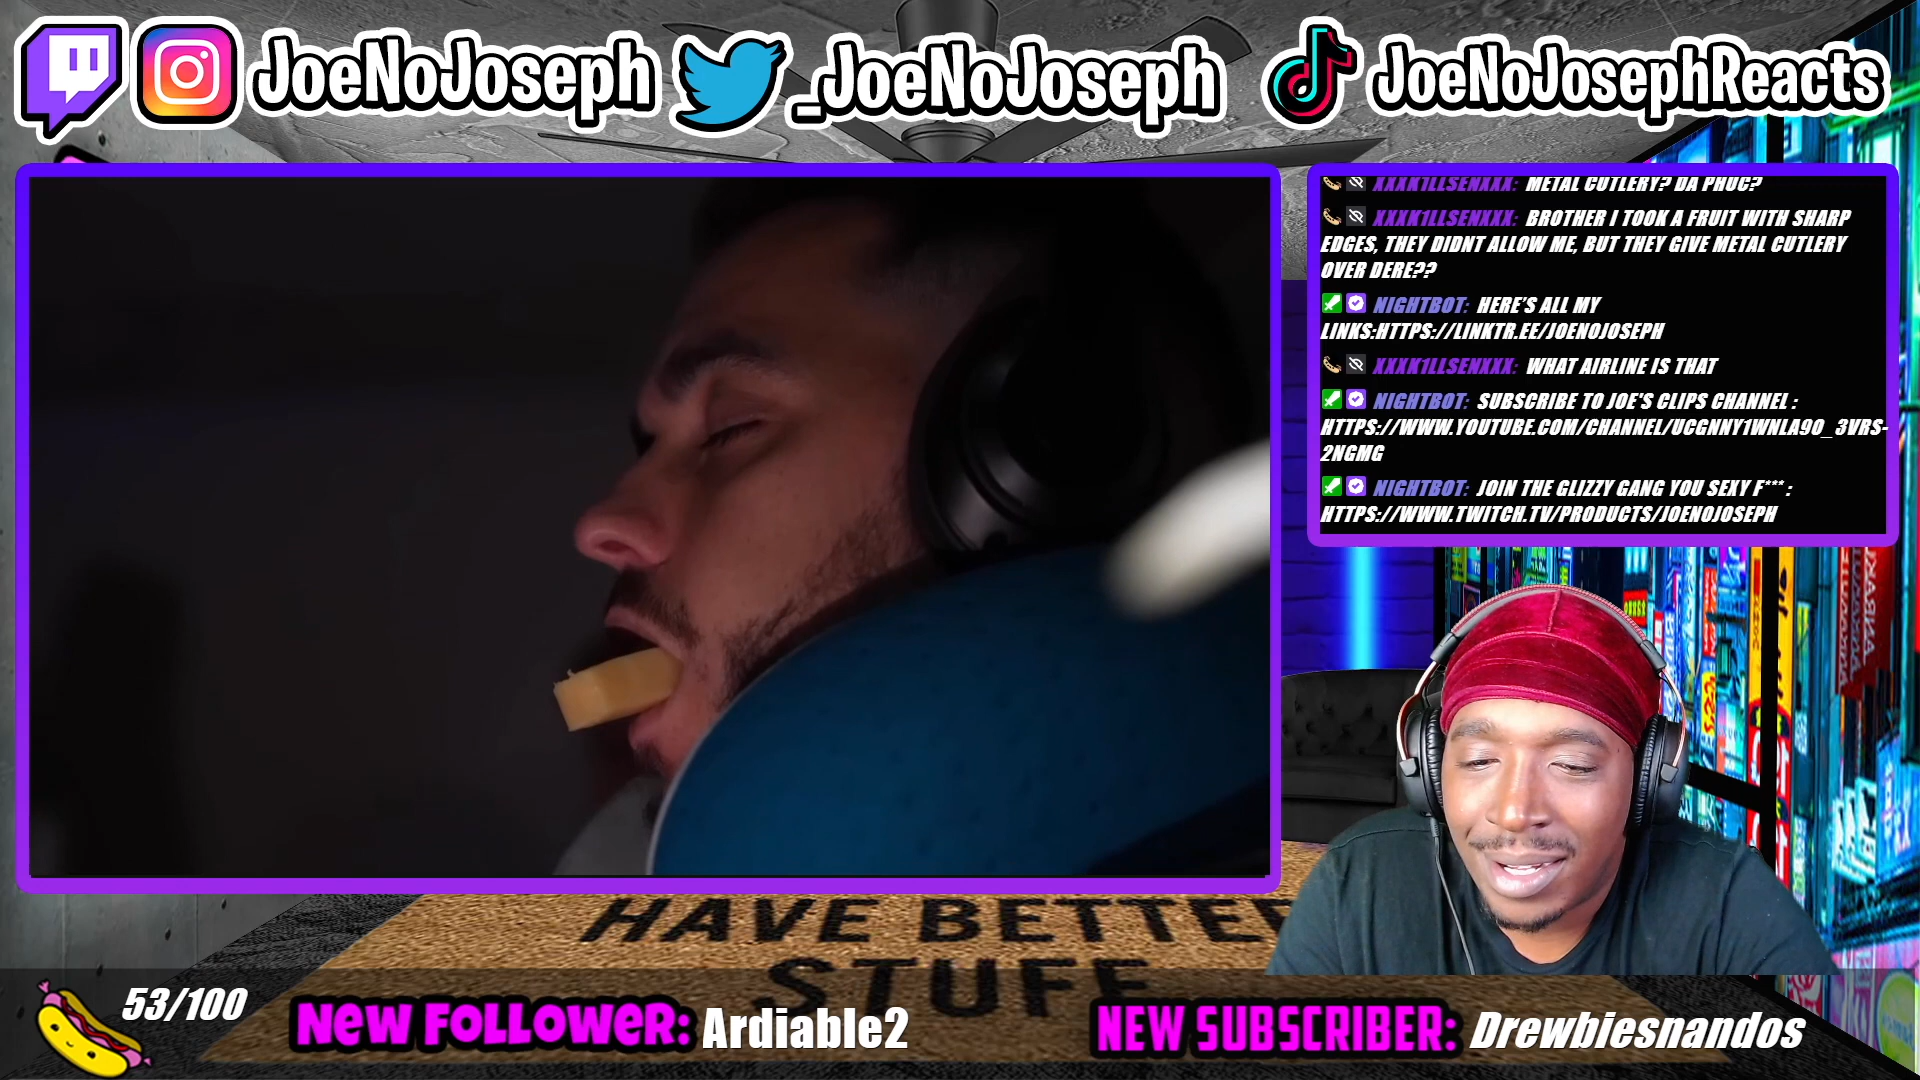 JoeNoJoseph
_JoeNoJoseph
JoeNoJosephReacts
XXXK1LLSENXXX: METAL CUTLERY? DA PHUC?
XXXK1LLSENXXX: BROTHER I TOOK A FRUIT WITH SHARP
EDGES, THEY DIDNT ALLOW ME, BUT THEY GIVE METAL CUTLERY
OVER DERE??
NIGHTBOT: HERE'S ALL MY
LINKS:HTTPS://LINKTR.EE/JOENOJOSEPH
XXXK1LLSENXXX: WHAT AIRLINE IS THAT
NIGHTBOT: SUBSCRIBE TO JOE'S CLIPS CHANNEL :
HTTPS://WWW.YOUTUBE.COM/CHANNEL/UCGNNY1WNLA9O_3VRS-
2NGMG
NIGHTBOT: JOIN THE GLIZZY GANG YOU SEXY F*** :
HTTPS://WWW.TWITCH.TV/PRODUCTS/JOENOJOSEPH
HAVE BETTER
STUFF
53/100
NEW FOLLOWER: Ardiable2
NEW SUBSCRIBER: Drewbiesnandos